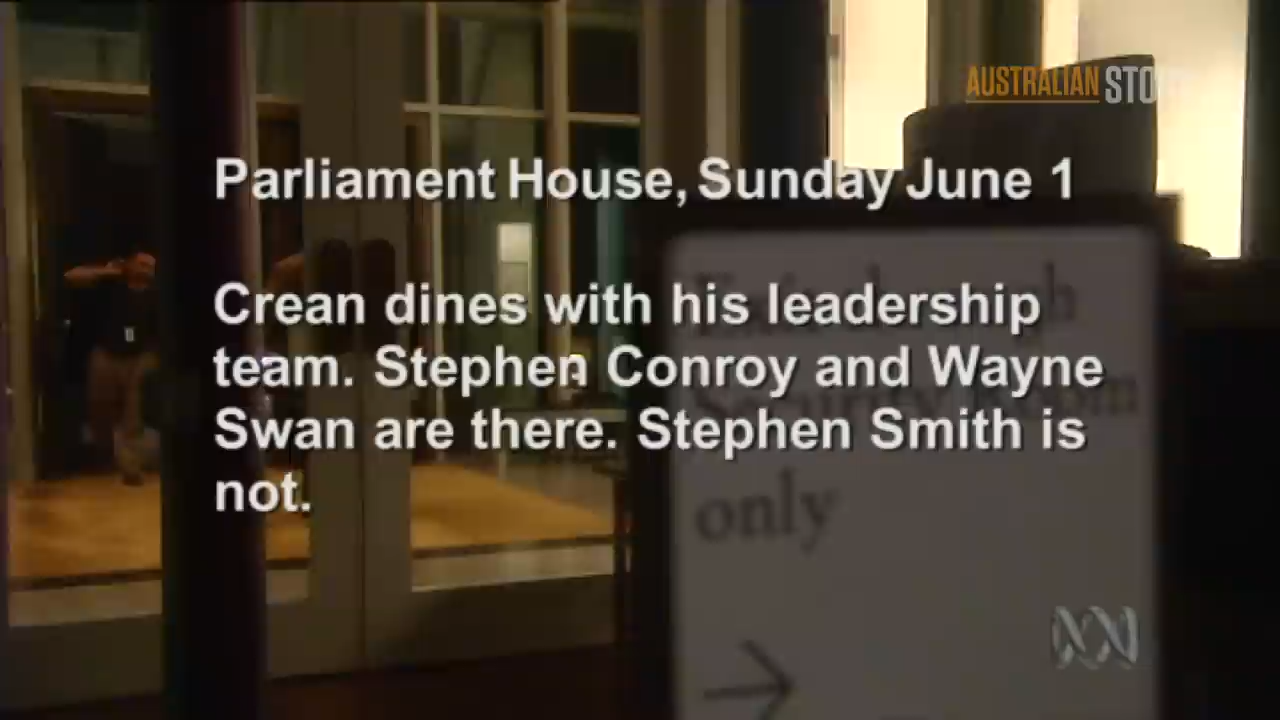 AUSTRALIAN STO
Parliament House, Sunday June 1
Crean dines with his leadership
team. Stephen Conroy and Wayne
Swan are there. Stephen Smith is
not.
only